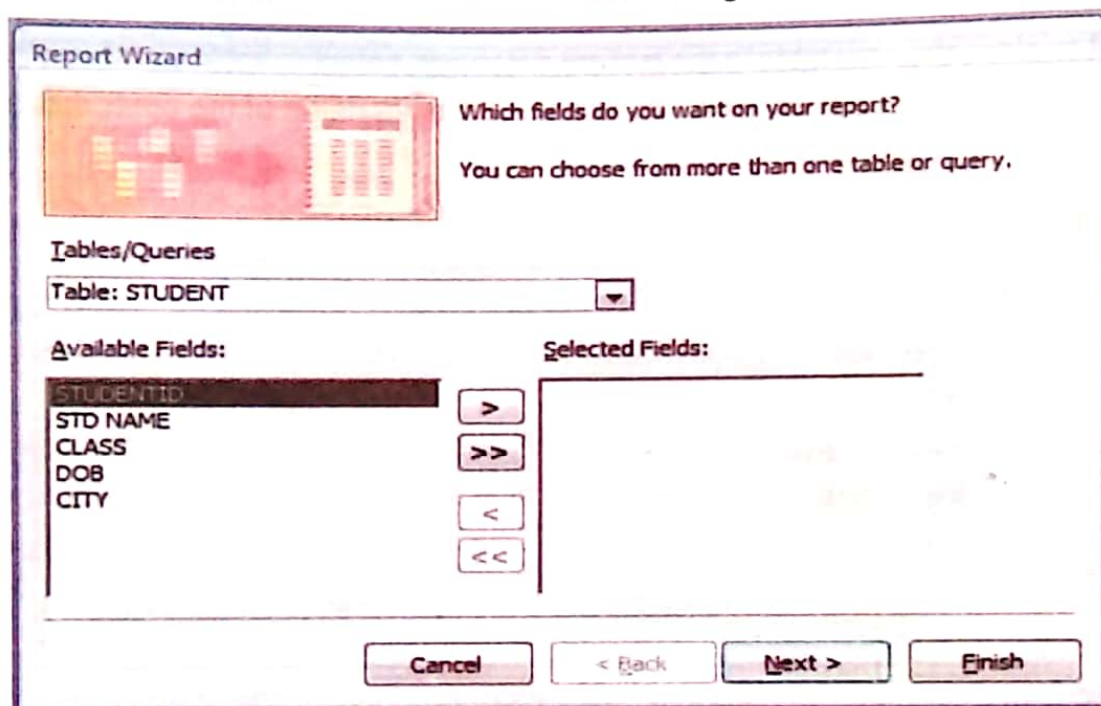 Report Wizard
Which fields do you want on your report?
You can choose from more than one table or query.
Tables/Queries
Table: STUDENT
Available Fields:
Selected Fields:
STUDENTID
STD NAME
CLASS
DOB
CITY
>
>>
<
<<
Cancel
< Back
Next >
Finish